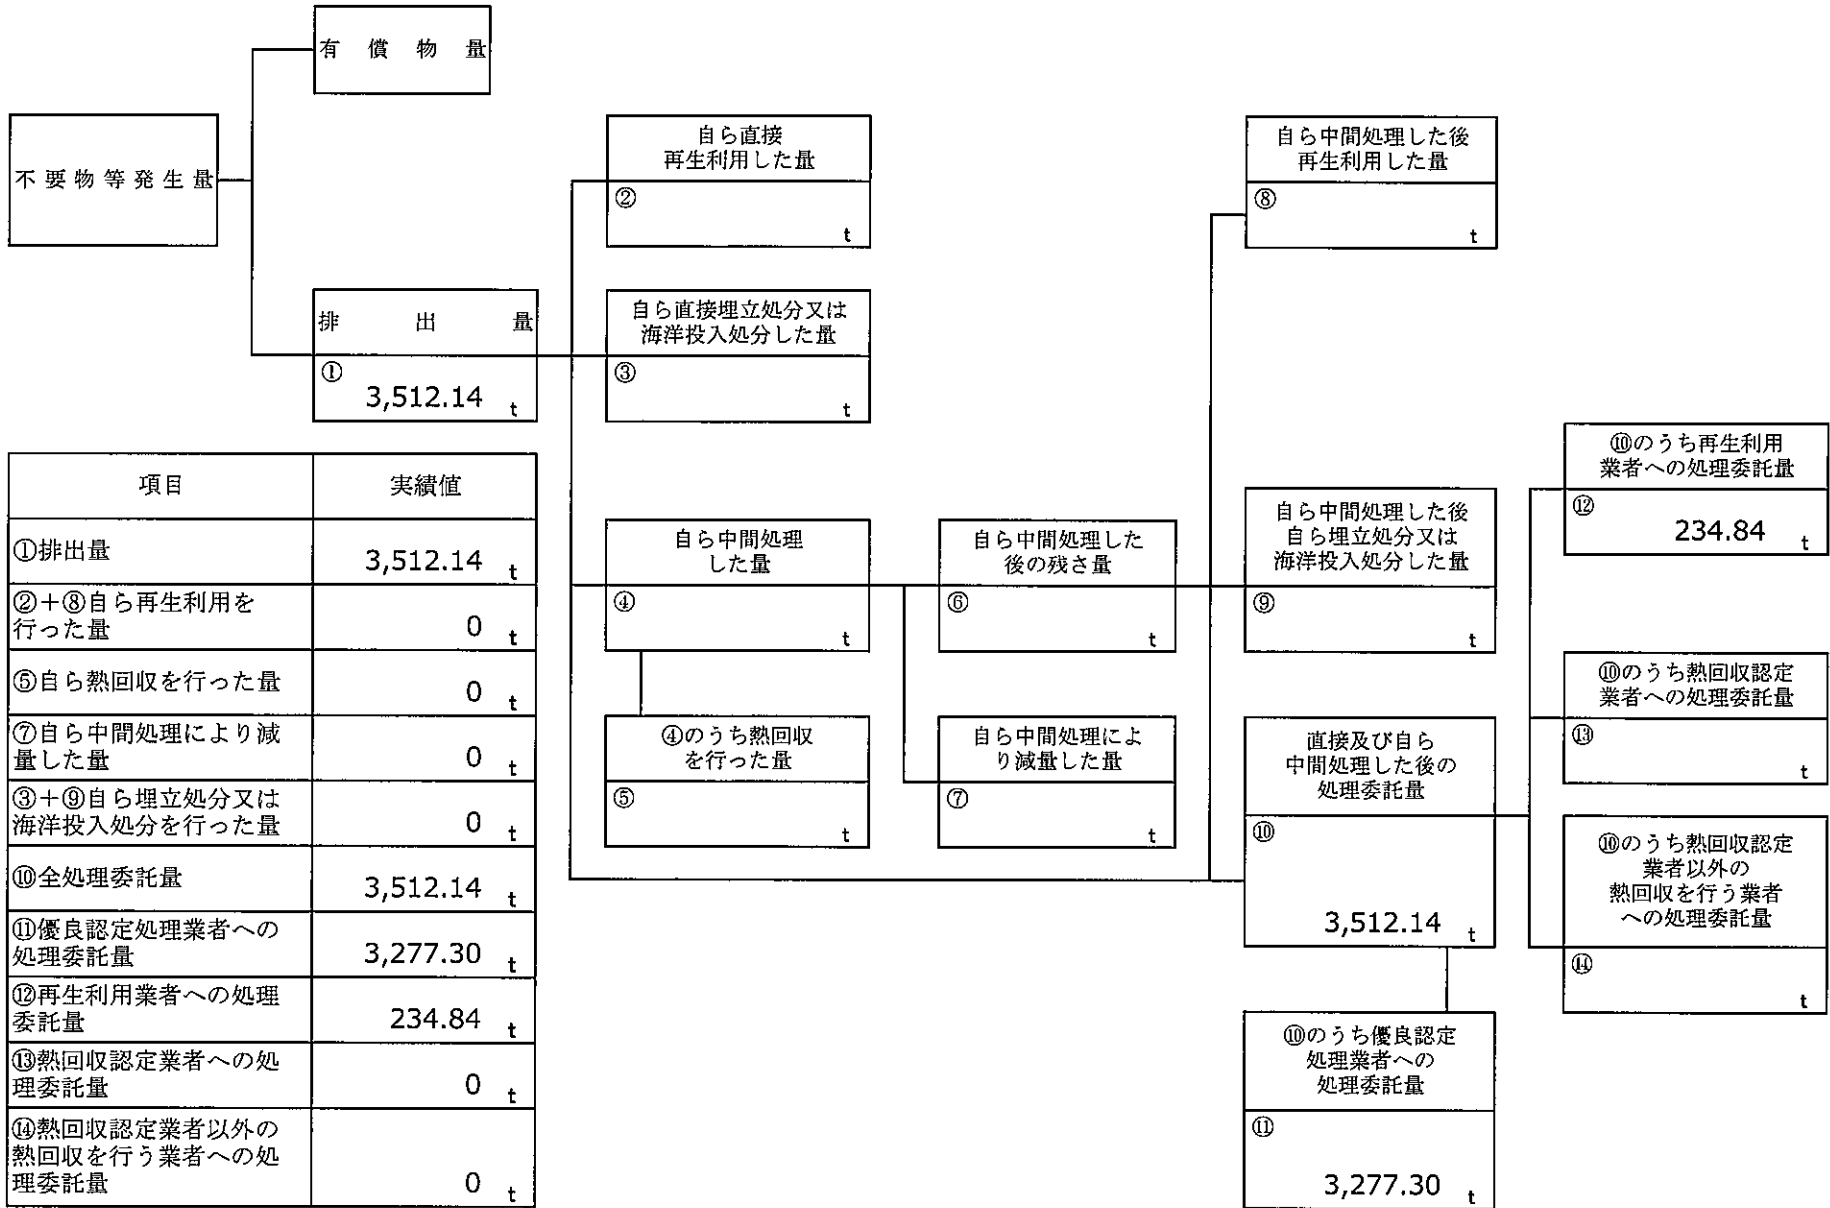 有償物量
不要物等発生量
排出量
①
3,512.14 t
自ら直接
再生利用した量
②
t
自ら直接埋立処分又は
海洋投入処分した量
③
t
自ら中間処理
した量
④
t
④のうち熱回収
を行った量
⑤
t
自ら中間処理した
後の残さ量
⑥
t
自ら中間処理によ
り減量した量
⑦
t
自ら中間処理した後
再生利用した量
⑧
t
自ら中間処理した後
自ら埋立処分又は
海洋投入処分した量
⑨
t
直接及び自ら
中間処理した後の
処理委託量
⑩
3,512.14 t
⑩のうち優良認定
処理業者への
処理委託量
⑪
3,277.30 t
⑩のうち再生利用
業者への処理委託量
⑫
234.84 t
⑩のうち熱回収認定
業者への処理委託量
⑬
t
⑩のうち熱回収認定
業者以外の
熱回収を行う業者
への処理委託量
⑭
t
項目 実績値
①排出量 3,512.14 t
②+⑧自ら再生利用を
行った量 0 t
⑤自ら熱回収を行った量 0 t
⑦自ら中間処理により減
量した量 0 t
③+⑨自ら埋立処分又は
海洋投入処分を行った量 0 t
⑩全処理委託量 3,512.14 t
⑪優良認定処理業者への
処理委託量 3,277.30 t
⑫再生利用業者への処理
委託量 234.84 t
⑬熱回収認定業者への処
理委託量 0 t
⑭熱回収認定業者以外の
熱回収を行う業者への処
理委託量 0 t